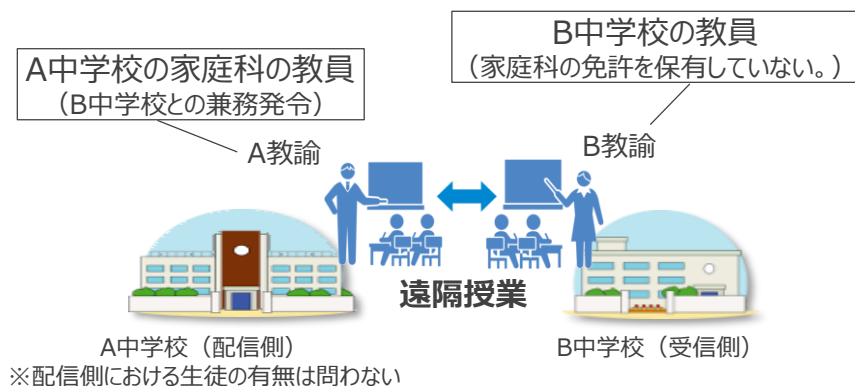 B中学校の教員
（家庭科の免許を保有していない。）
A中学校の家庭科の教員
（B中学校との兼務発令）
A教諭
B教諭
遠隔授業
A中学校（配信側）
B中学校（受信側）
※配信側における生徒の有無は問わない